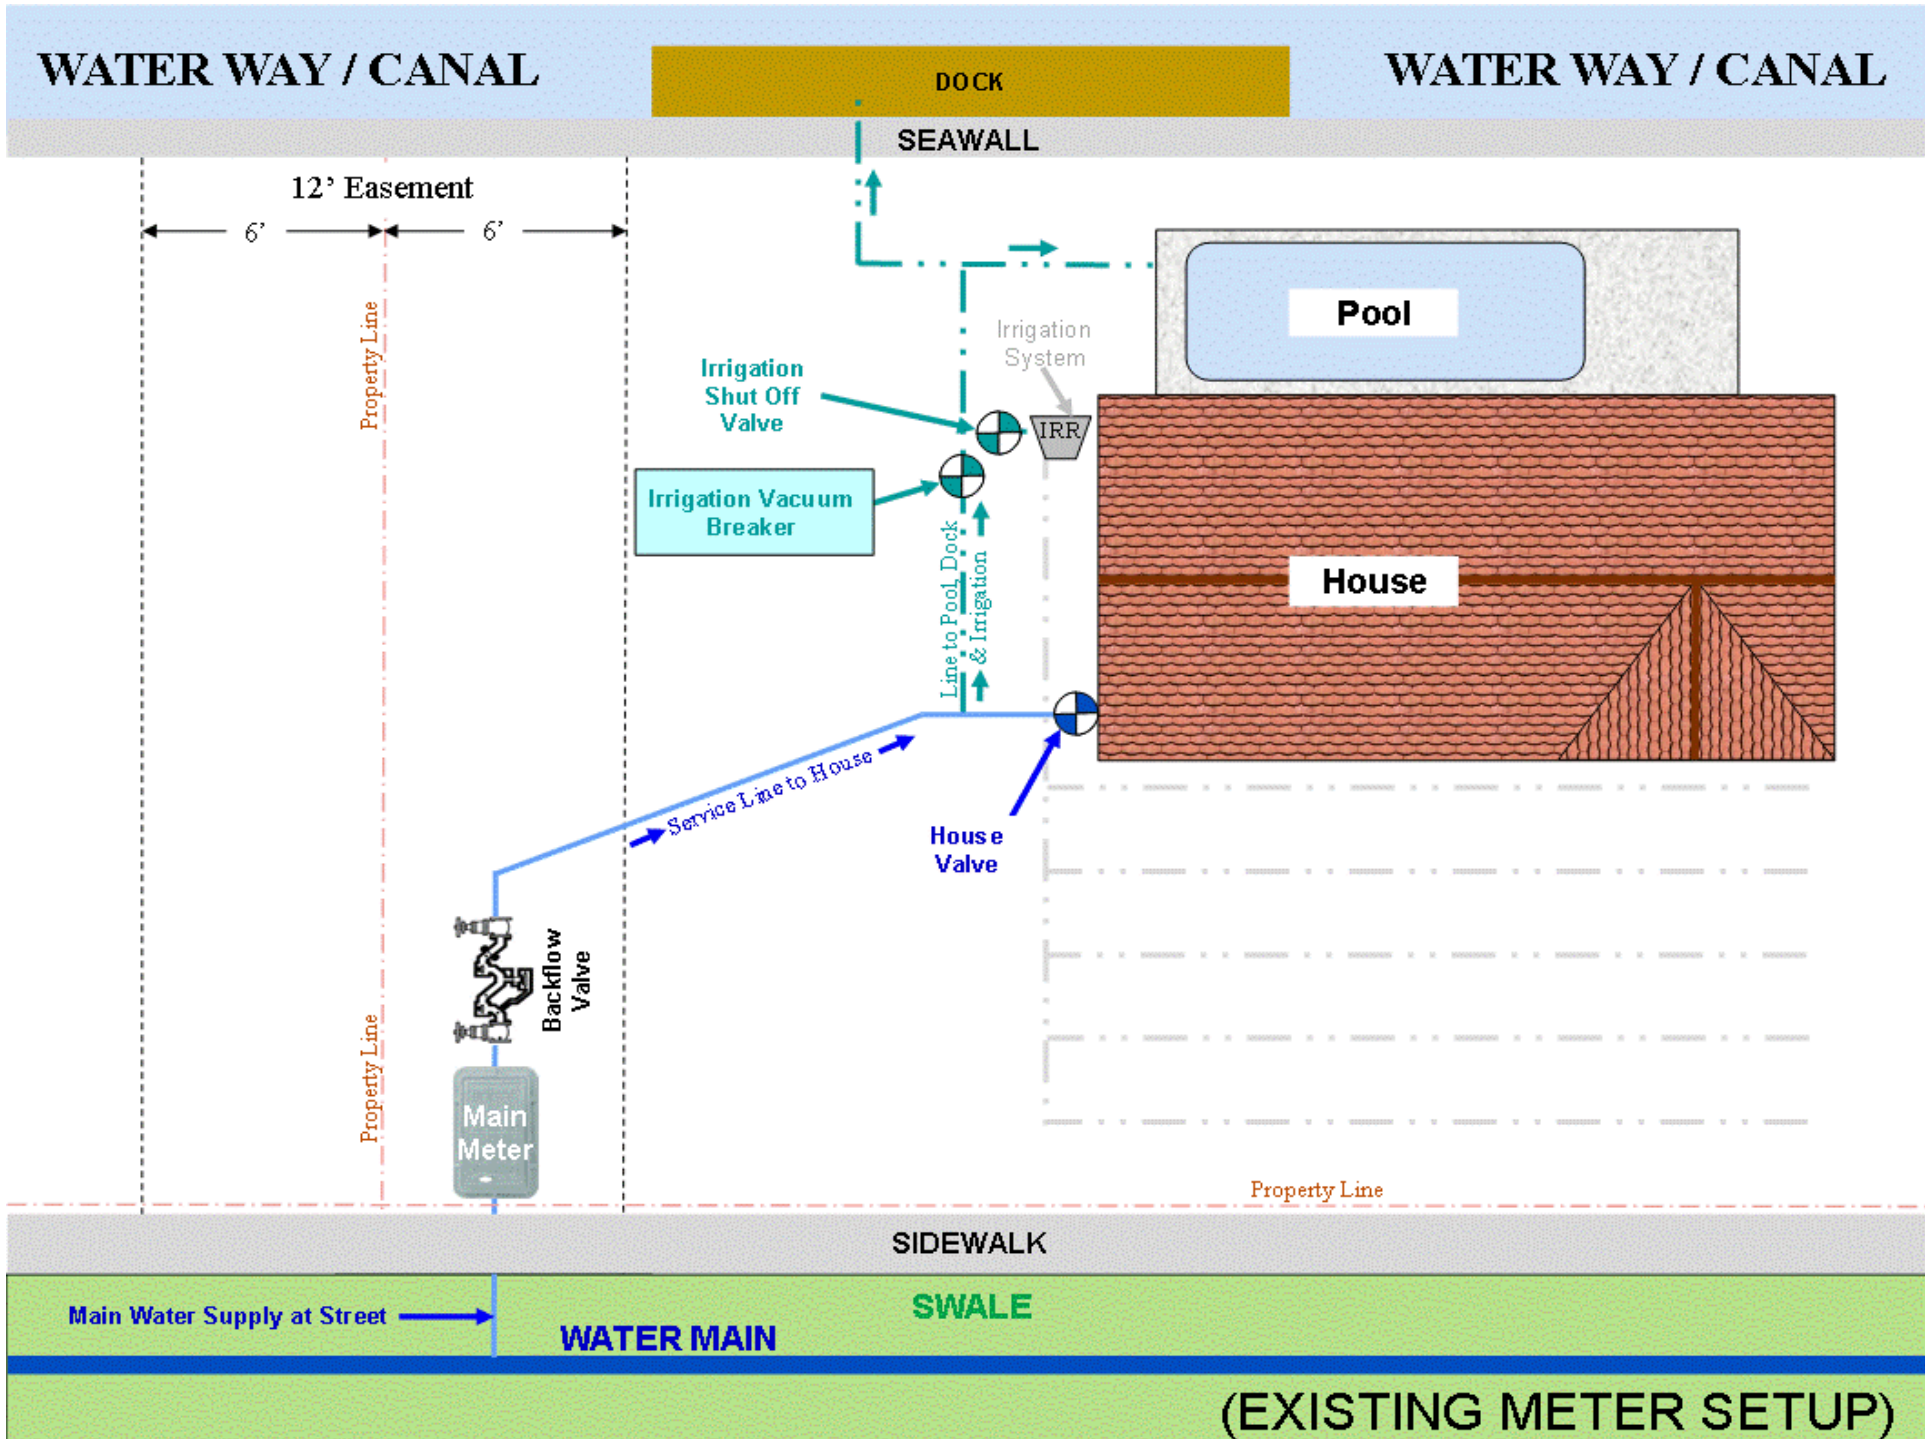 WATER WAY / CANAL
DOCK
WATER WAY / CANAL
SEAWALL
12’ Easement
6’
6’
Property Line
Pool
Irrigation
System
Irrigation
Shut Off
Valve
IRR
Irrigation Vacuum
Breaker
Line to Pool, Dock
& Irrigation
House
Service Line to House
House
Valve
Backflow
Valve
Property Line
Main
Meter
Property Line
SIDEWALK
Main Water Supply at Street
SWALE
WATER MAIN
(EXISTING METER SETUP)